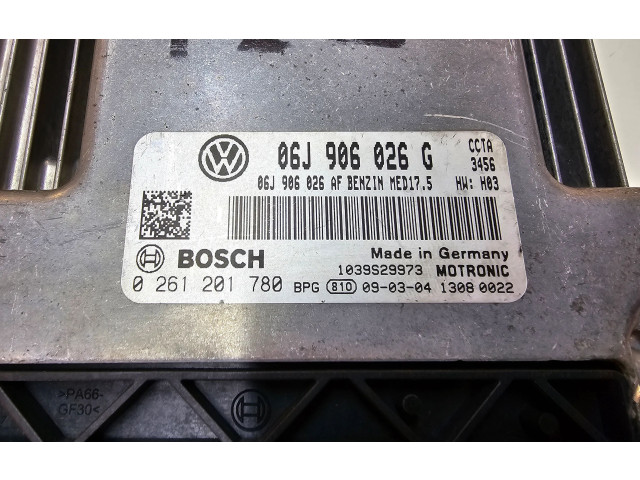 06J 906 026 G
CCTA
3456
06J 906 026 AF BENZIN MED17.5 HW: H03
BOSCH
Made in Germany
1039S29973 MOTRONIC
0 261 201 780 BPG 810 09-03-04 1308 0022
>PA66-
GF30<